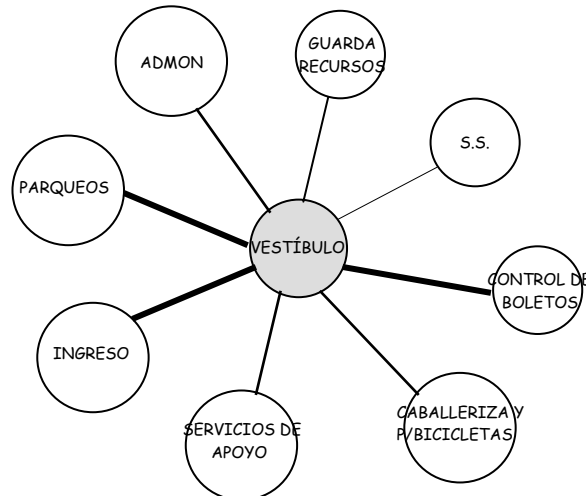 GUARDA
RECURSOS
ADMON
S.S.
PARQUEOS
VESTÍBULO
CONTROL DE
BOLETOS
INGRESO
CABALLERIZA Y
P/BICICLETAS
SERVICIOS DE
APOYO